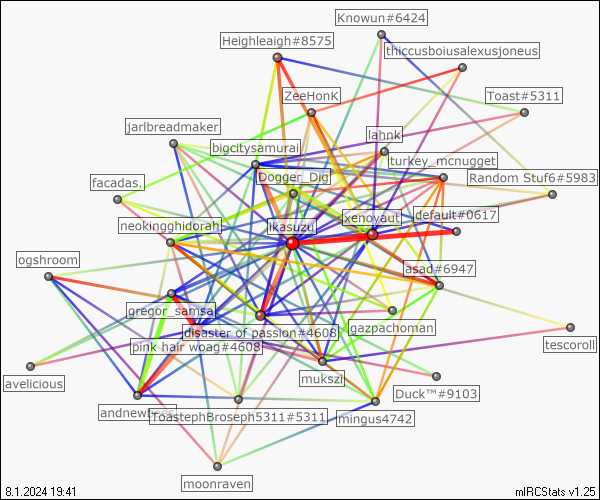 Knowun#6424
Heighleaigh#8575
thiccusboiusalexusjoneus
ZeeHonK
Toast#5311
jarlbreadmaker
lahnk
bigcitysamurai
turkey_mcnugget
Dogger_Dig
Random Stuf6#5983
facadas.
xenovaut
default#0617
neokingghidorah
ikasuzu
ogshroom
asad#6947
gregor_samsa
gazpachoman
disaster of passion#4608
tescoroll
pink hair woag#4608
mukszi
avelicious
Duck™#9103
ToastephBroseph5311#5311
mingus4742
moonraven
8.1.2024 19:41
mIRCStats v1.25